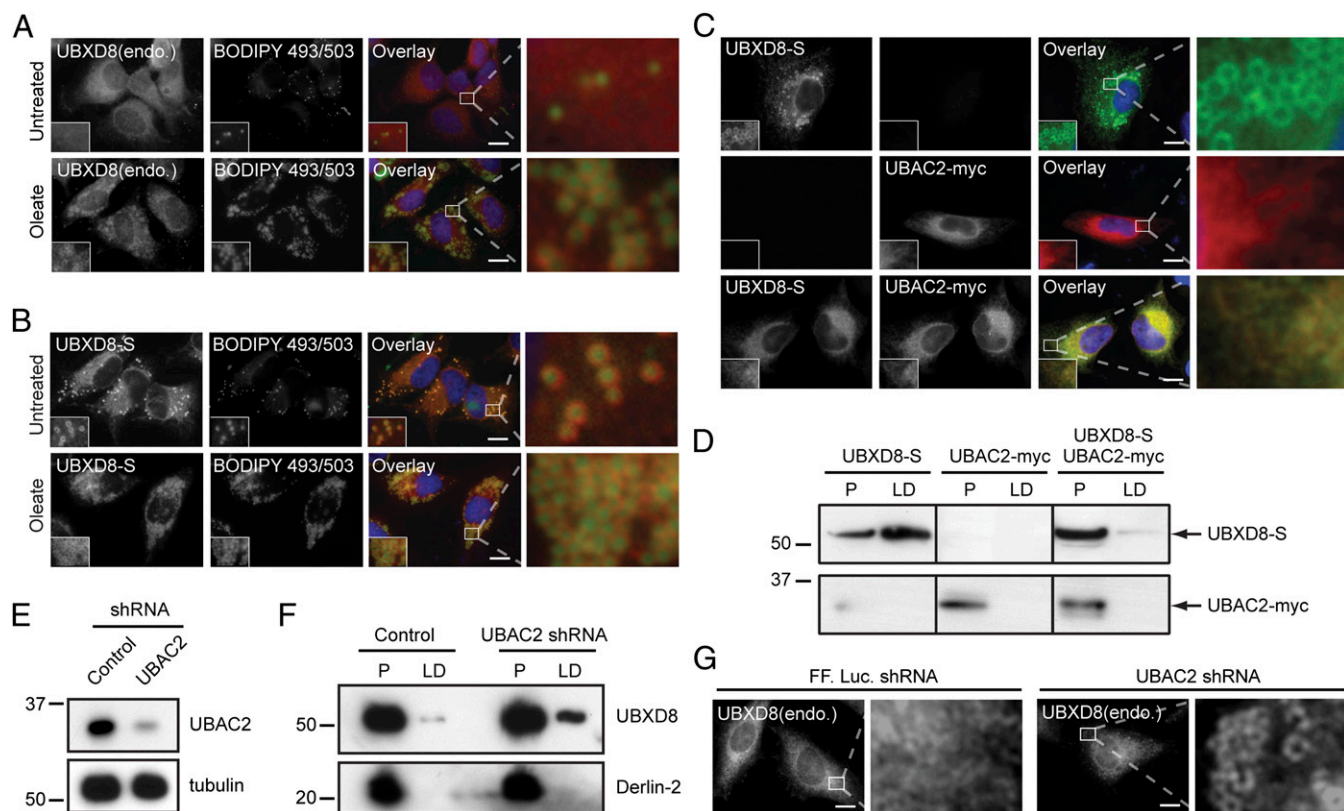 A
UBXD8(endo.) BODIPY 493/503 Overlay
Untreated
UBXD8(endo.) BODIPY 493/503 Overlay
Oleate
B
UBXD8-S BODIPY 493/503 Overlay
Untreated
UBXD8-S BODIPY 493/503 Overlay
Oleate
C
UBXD8-S Overlay
UBAC2-myc Overlay
UBXD8-S UBAC2-myc Overlay
D
UBXD8-S
UBXD8-S UBAC2-myc UBAC2-myc
P LD P LD P LD
50 UBXD8-S
37
UBAC2-myc
E
shRNA
Control UBAC2
37
UBAC2
50 tubulin
F
Control UBAC2 shRNA
P LD P LD
50 UBXD8
20 Derlin-2
G
FF. Luc. shRNA UBAC2 shRNA
UBXD8(endo.) UBXD8(endo.)